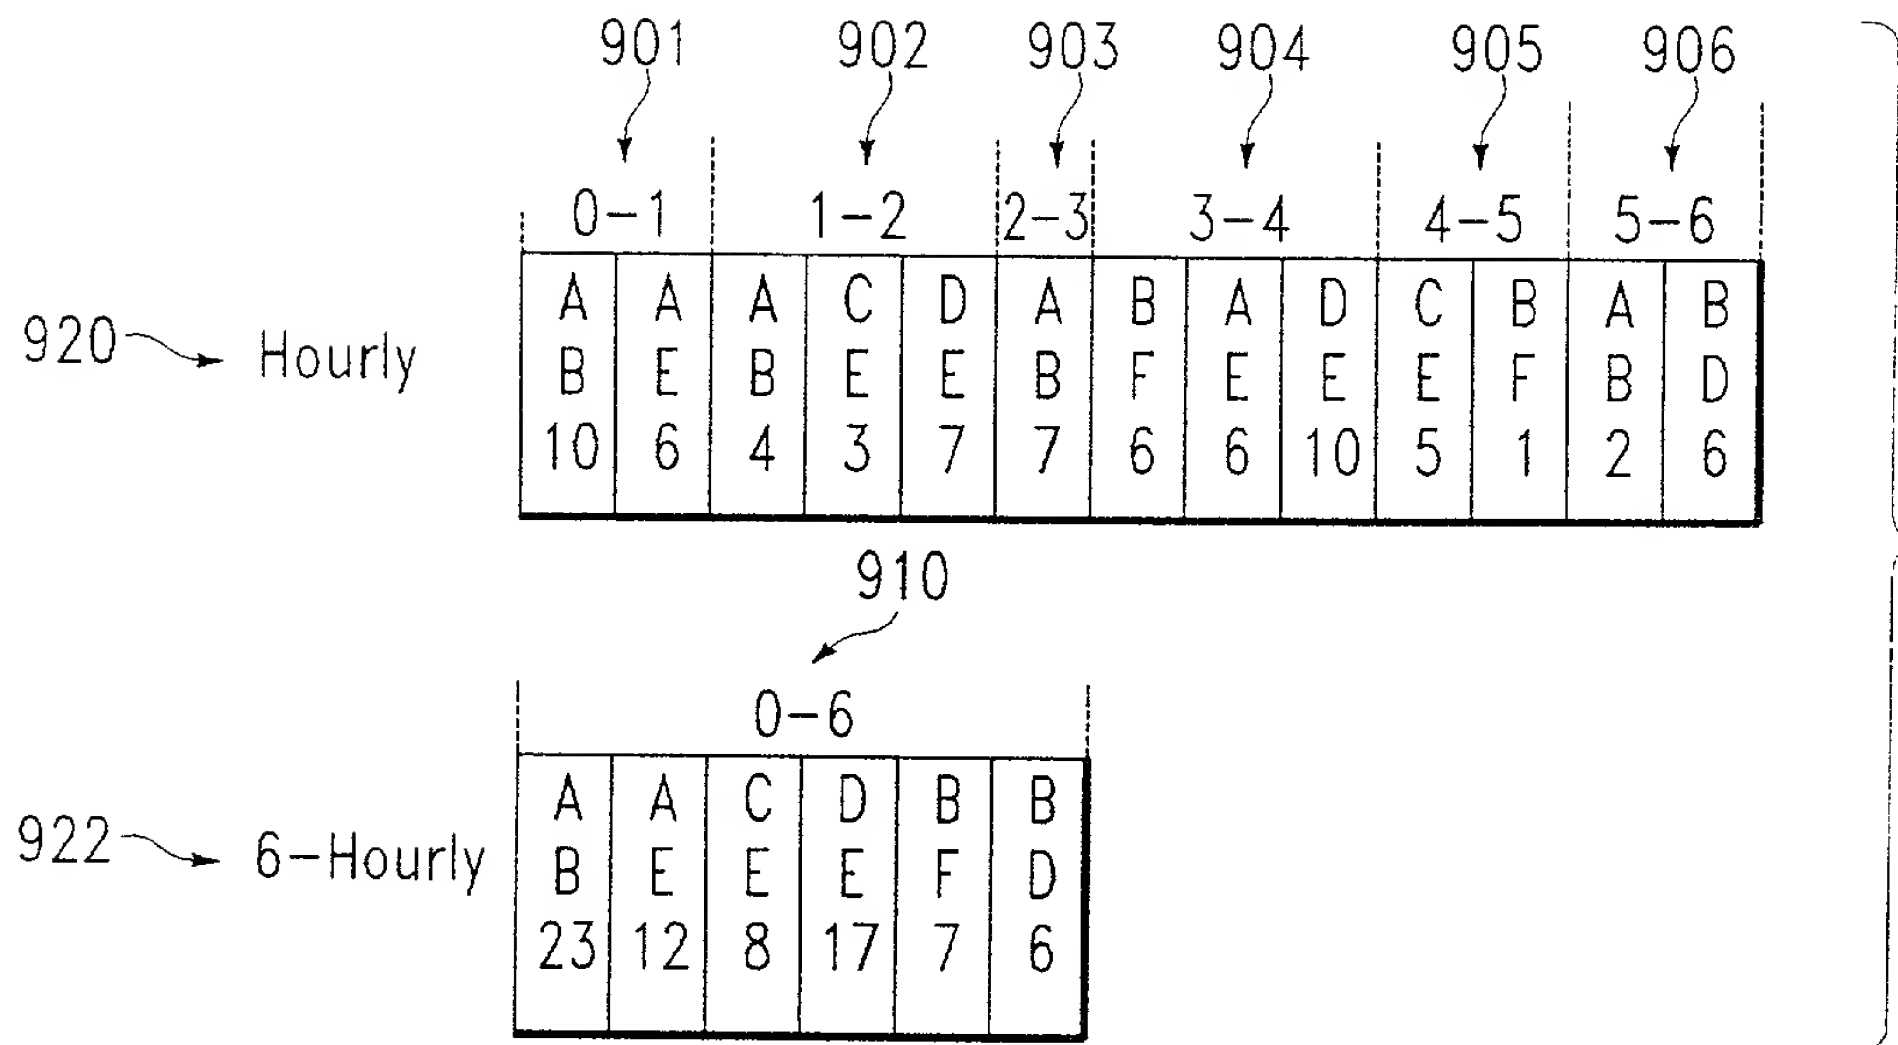 901 902 903 904 905 906
0-1 1-2 2-3 3-4 4-5 5-6
A A A C D A B A D C B A B
920 Hourly B E B E E B F E E E F B D
10 6 4 3 7 7 6 6 10 5 1 2 6
910
0-6
A A C D B B
922 6-Hourly B E E E F D
23 12 8 17 7 6